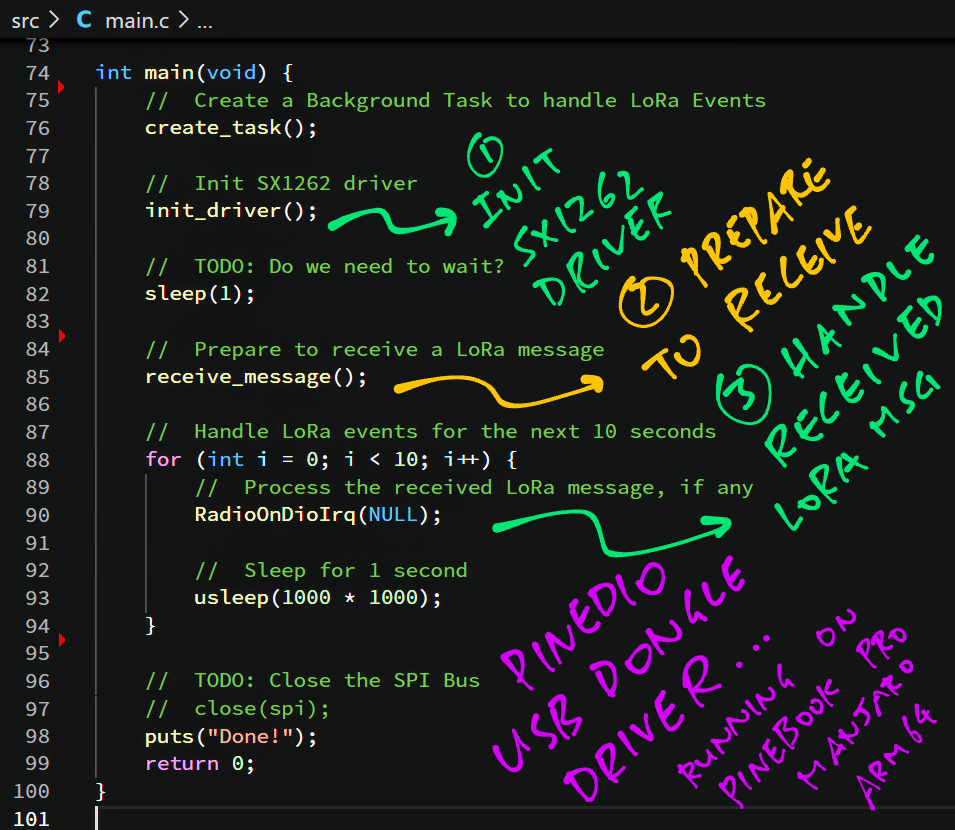 src > C main.c > ...
73
74 int main(void) {
75 //  Create a Background Task to handle LoRa Events
76 create_task();
77
78 //  Init SX1262 driver
79 init_driver();
80
81 //  TODO: Do we need to wait?
82 sleep(1);
83
84 //  Prepare to receive a LoRa message
85 receive_message();
86
87 //  Handle LoRa events for the next 10 seconds
88 for (int i = 0; i < 10; i++) {
89 //  Process the received LoRa message, if any
90 RadioOnDioIrq(NULL);
91
92 //  Sleep for 1 second
93 usleep(1000 * 1000);
94 }
95
96 //  TODO: Close the SPI Bus
97 //  close(spi);
98 puts("Done!");
99 return 0;
100 }
101
1
INIT
SX1262
DRIVER
2 PREPARE
TO RECEIVE
3 HANDLE
RECEIVED
LORA MSG
PINEDIO
USB DONGLE
DRIVER...
RUNNING ON
PINEBOOK PRO
MANJARO
ARM64